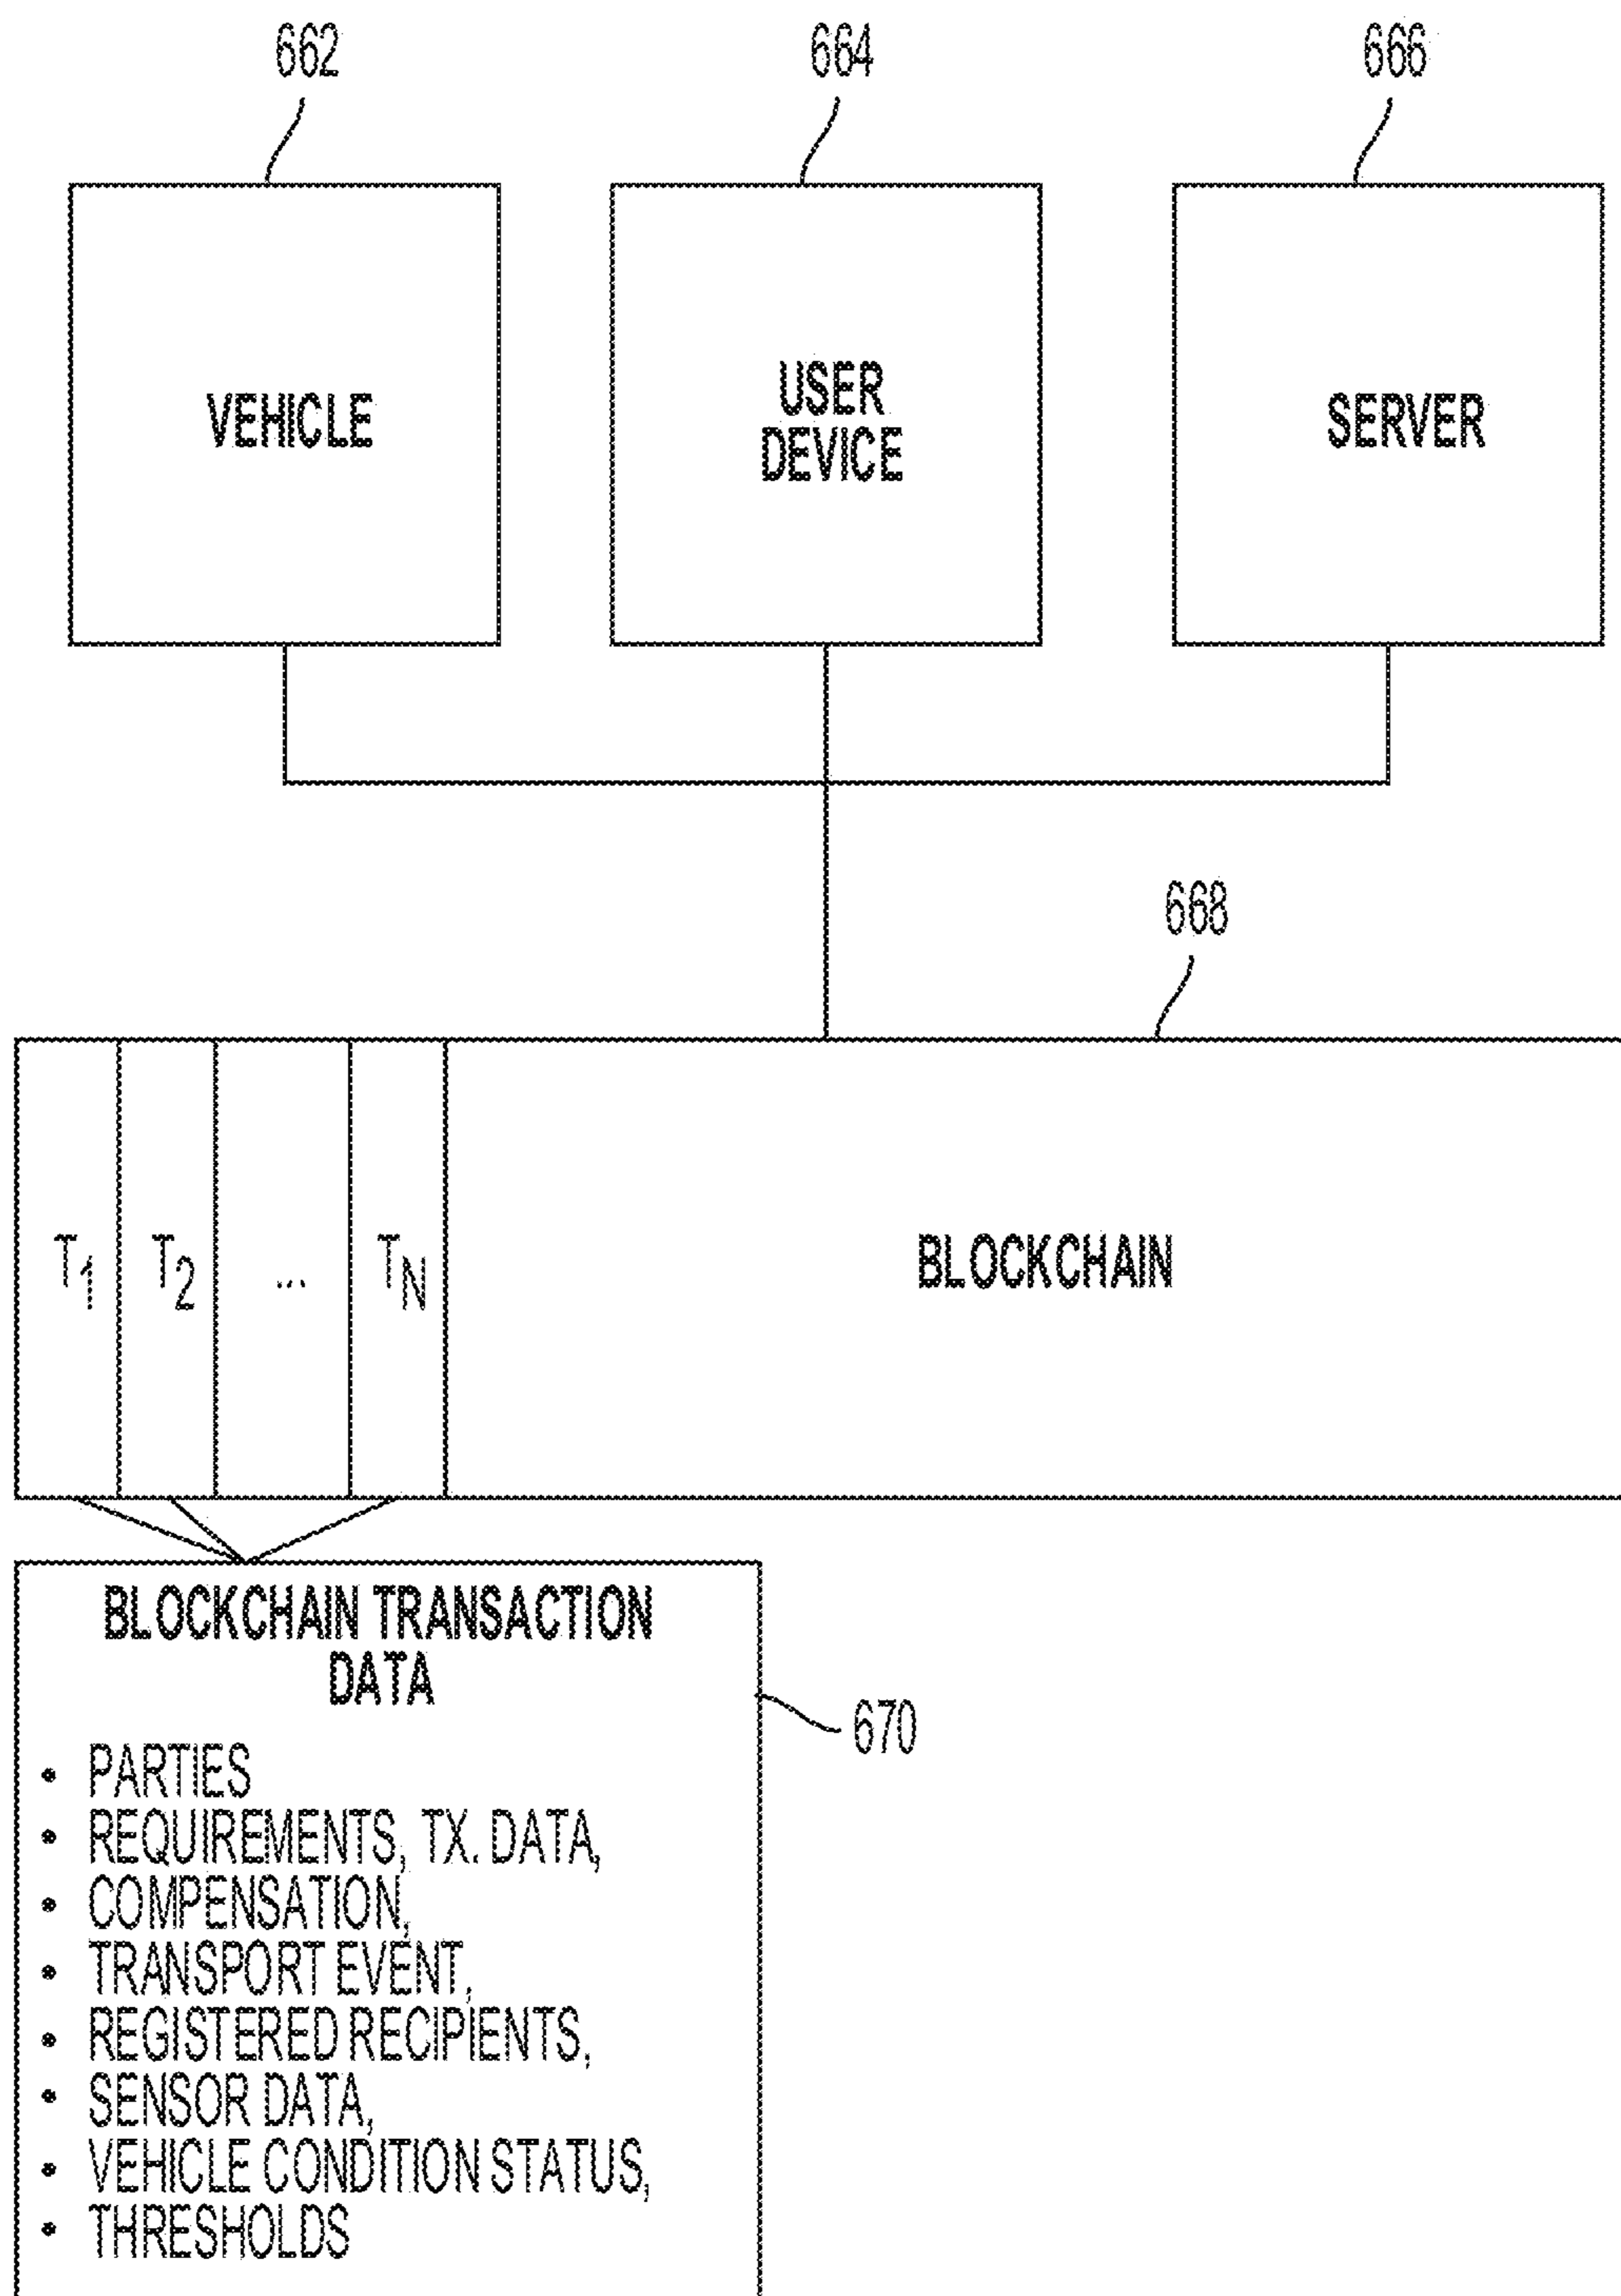 662
664
666
VEHICLE
USER
DEVICE
SERVER
668
T1
T2
...
TN
BLOCKCHAIN
BLOCKCHAIN TRANSACTION
DATA
670
• PARTIES
• REQUIREMENTS, TX. DATA,
• COMPENSATION,
• TRANSPORT EVENT,
• REGISTERED RECIPIENTS,
• SENSOR DATA,
• VEHICLE CONDITION STATUS,
• THRESHOLDS